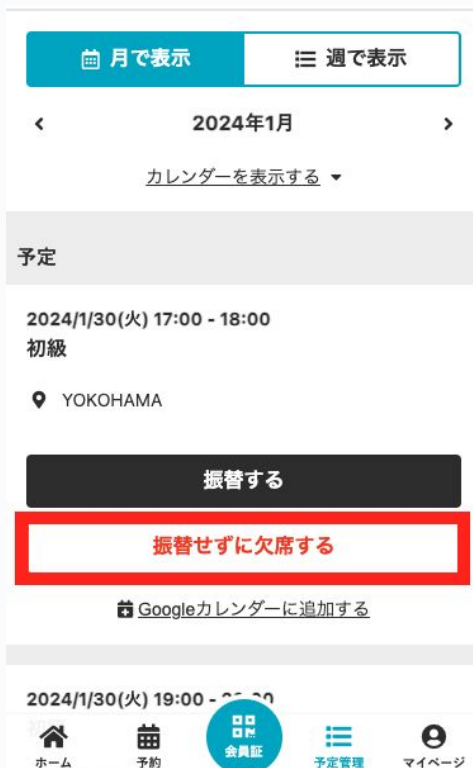 月で表示
週で表示
2024年1月
カレンダーを表示する
予定
2024/1/30(火) 17:00 - 18:00
初級
YOKOHAMA
振替する
振替せずに欠席する
Googleカレンダーに追加する
2024/1/30(火) 19:00 -
ホーム
予約
会員証
予定管理
マイページ